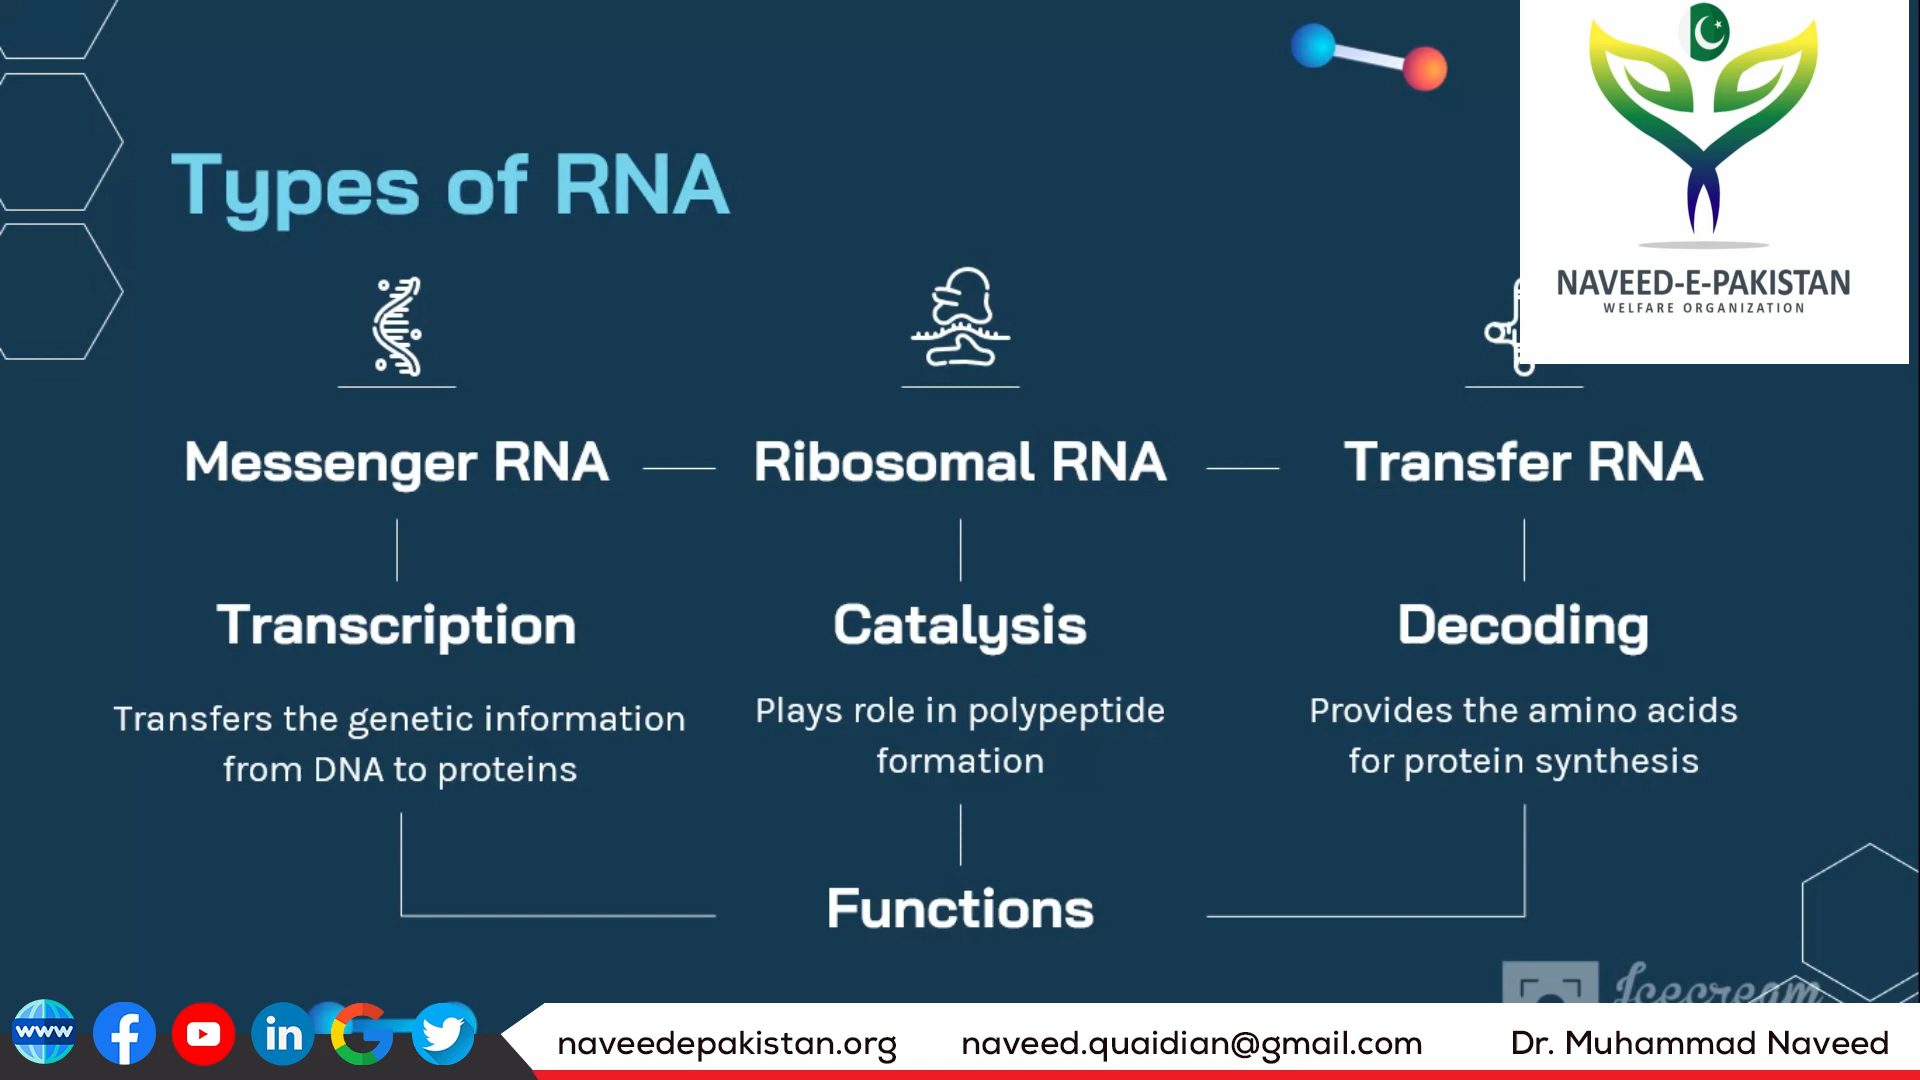 Types of RNA
NAVEED-E-PAKISTAN
WELFARE ORGANIZATION
Messenger RNA
Ribosomal RNA
Transfer RNA
Transcription
Catalysis
Decoding
Transfers the genetic information
from DNA to proteins
Plays role in polypeptide
formation
Provides the amino acids
for protein synthesis
Functions
Icecream
www
in
naveedepakistan.org
naveed.quaidian@gmail.com
Dr. Muhammad Naveed